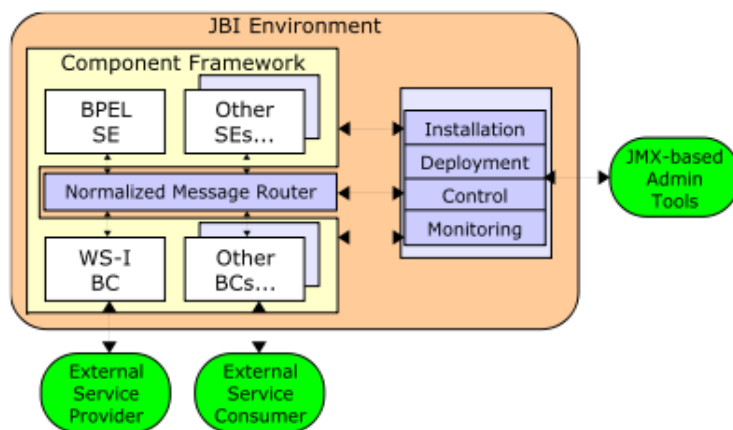 JBI Environment
Component Framework
BPEL
SE
Other
SEs...
Normalized Message Router
WS-I
BC
Other
BCs...
Installation
Deployment
Control
Monitoring
JMX-based
Admin
Tools
External
Service
Provider
External
Service
Consumer